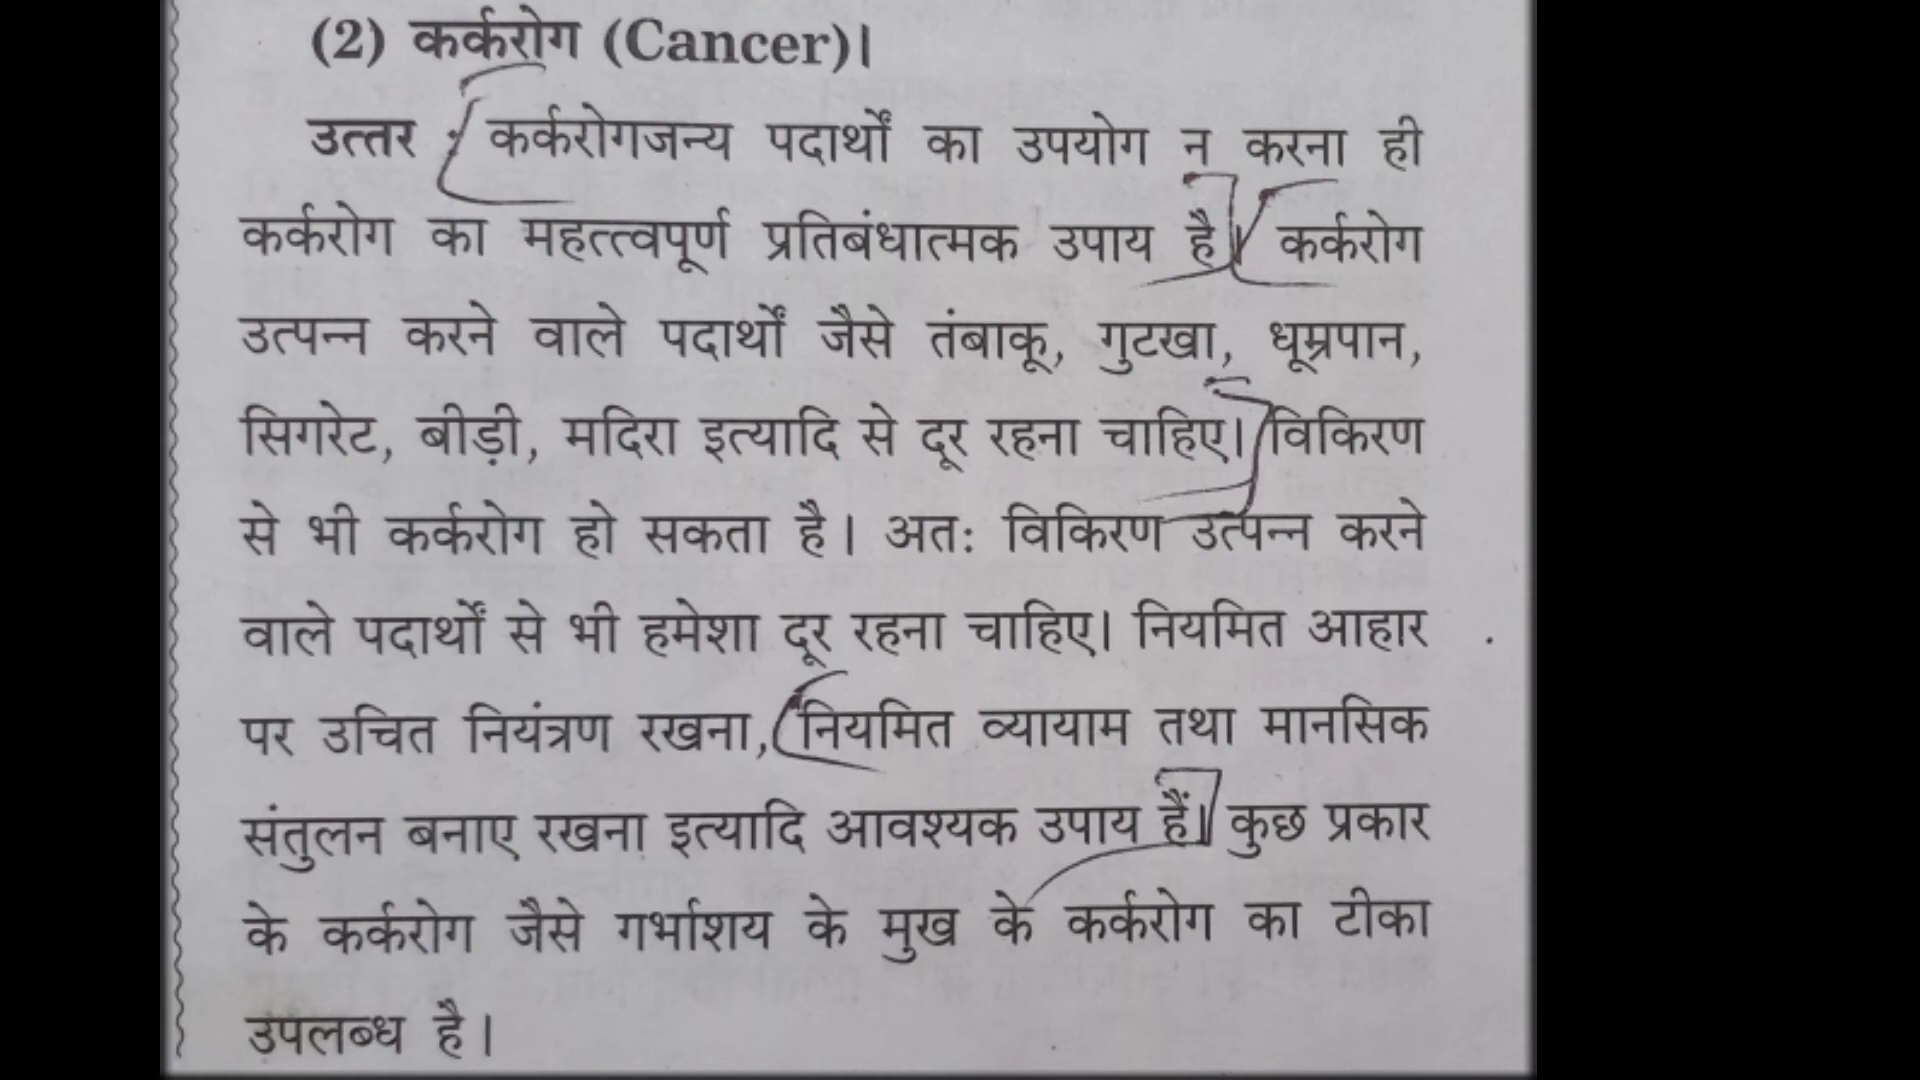 (2) कर्करोग (Cancer)।
उत्तर : कर्करोगजन्य पदार्थों का उपयोग न करना ही
कर्करोग का महत्त्वपूर्ण प्रतिबंधात्मक उपाय है। कर्करोग
उत्पन्न करने वाले पदार्थों जैसे तंबाकू, गुटखा, धूम्रपान,
सिगरेट, बीड़ी, मदिरा इत्यादि से दूर रहना चाहिए। विकिरण
से भी कर्करोग हो सकता है। अतः विकिरण उत्पन्न करने
वाले पदार्थों से भी हमेशा दूर रहना चाहिए। नियमित आहार
पर उचित नियंत्रण रखना, नियमित व्यायाम तथा मानसिक
संतुलन बनाए रखना इत्यादि आवश्यक उपाय हैं। कुछ प्रकार
के कर्करोग जैसे गर्भाशय के मुख के कर्करोग का टीका
उपलब्ध है।